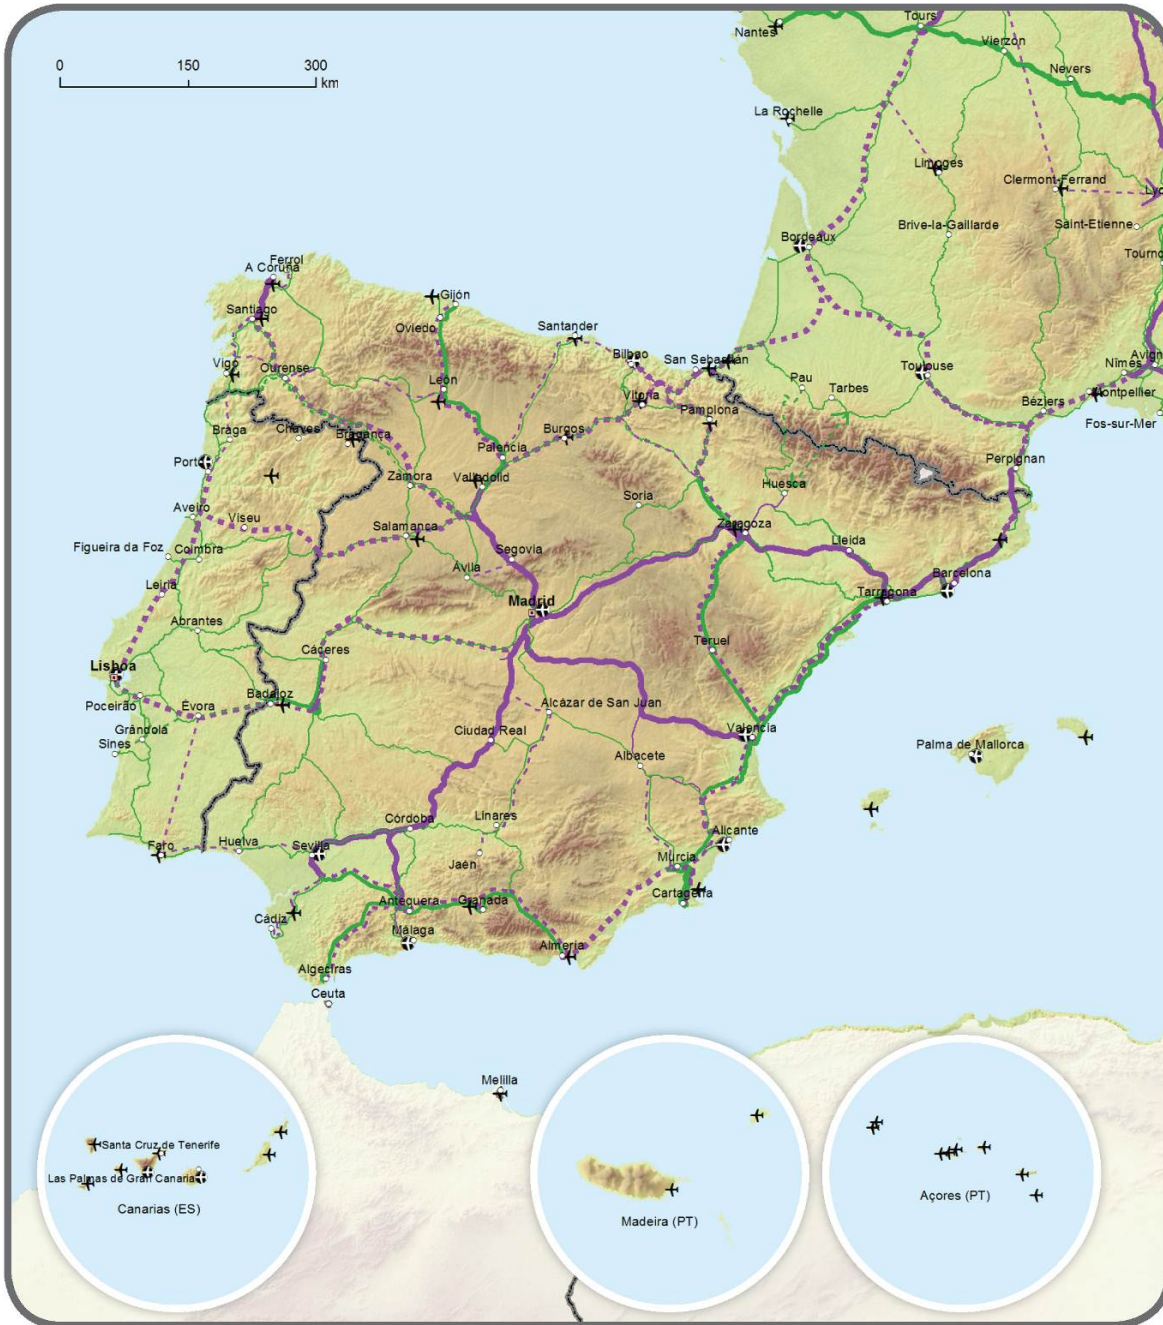 Tours
Nantes
Vierzon
Nevers
0 150 300
km
La Rochelle
Limoges
Clermont-Ferrand
Lyo
Saint-Etienne
Brive-la-Gaillarde
Bordeaux
Tourno
Ferrol
A Coruña
Gijón
Santiago
Oviedo
Santander
Bilbao
San Sebastián
Vigo
Ourense
León
Vitoria
Pau
Toulouse
Tarbes
Nîmes
Avign
Montpellier
Béziers
Fos-sur-Mer
Pamplona
Braga
Chaves
Bragança
Burgos
Palencia
Perpignan
Porto
Zamora
Valladolid
Soria
Huesca
Aveiro
Viseu
Salamanca
Zaragoza
Lleida
Figueira da Foz
Coimbra
Segovia
Ávila
Barcelona
Leiria
Madrid
Tarragona
Abrantes
Cáceres
Teruel
Lisboa
Badajoz
Poceirão
Évora
Alcázar de San Juan
Grândola
Ciudad Real
Valencia
Sines
Albacete
Palma de Mallorca
Linares
Córdoba
Alicante
Faro
Huelva
Sevilla
Jaén
Murcia
Cartagena
Antequera
Granada
Cádiz
Málaga
Almería
Algeciras
Ceuta
Melilla
Santa Cruz de Tenerife
Las Palmas de Gran Canaria
Canarias (ES)
Madeira (PT)
Açores (PT)